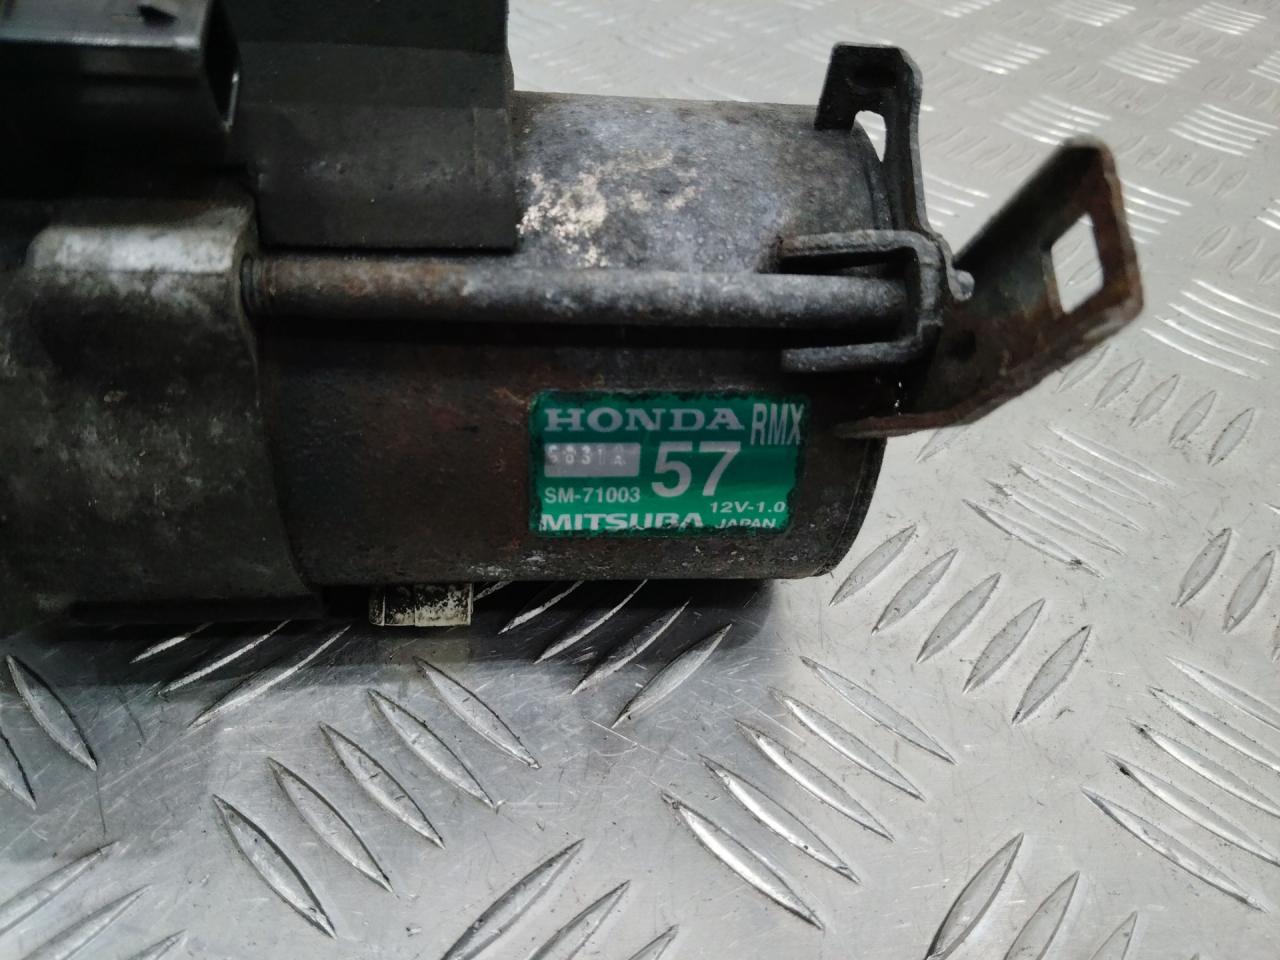 HONDA RMX
57
SM-71003
12V-1.0
MITSUBA JAPAN